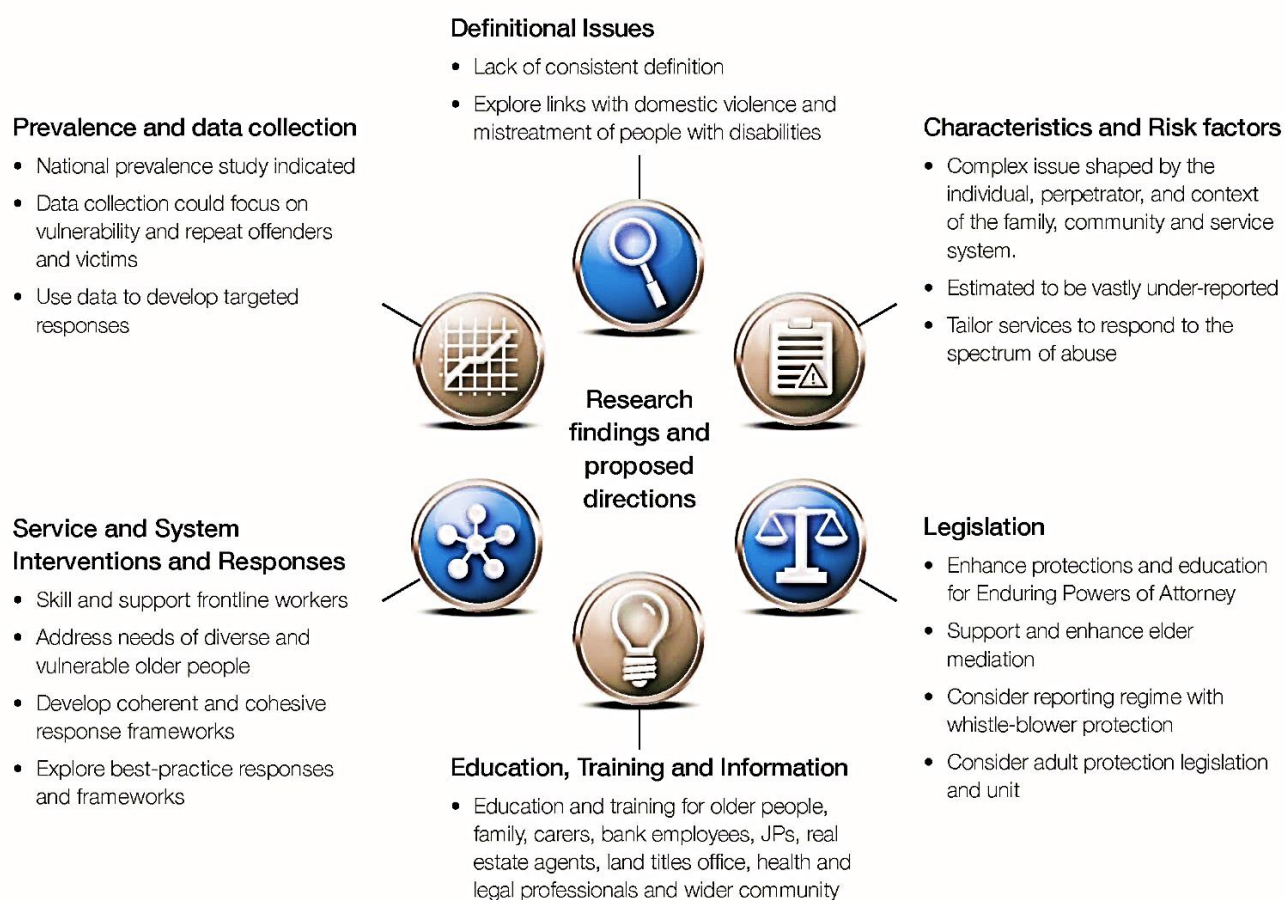 Definitional Issues
• Lack of consistent definition
• Explore links with domestic violence and
mistreatment of people with disabilities
Prevalence and data collection
• National prevalence study indicated
• Data collection could focus on
vulnerability and repeat offenders
and victims
• Use data to develop targeted
responses
Characteristics and Risk factors
• Complex issue shaped by the
individual, perpetrator, and context
of the family, community and service
system.
• Estimated to be vastly under-reported
• Tailor services to respond to the
spectrum of abuse
Research
findings and
proposed
directions
Service and System
Interventions and Responses
• Skill and support frontline workers
• Address needs of diverse and
vulnerable older people
• Develop coherent and cohesive
response frameworks
• Explore best-practice responses
and frameworks
Legislation
• Enhance protections and education
for Enduring Powers of Attorney
• Support and enhance elder
mediation
• Consider reporting regime with
whistle-blower protection
• Consider adult protection legislation
and unit
Education, Training and Information
• Education and training for older people,
family, carers, bank employees, JPs, real
estate agents, land titles office, health and
legal professionals and wider community